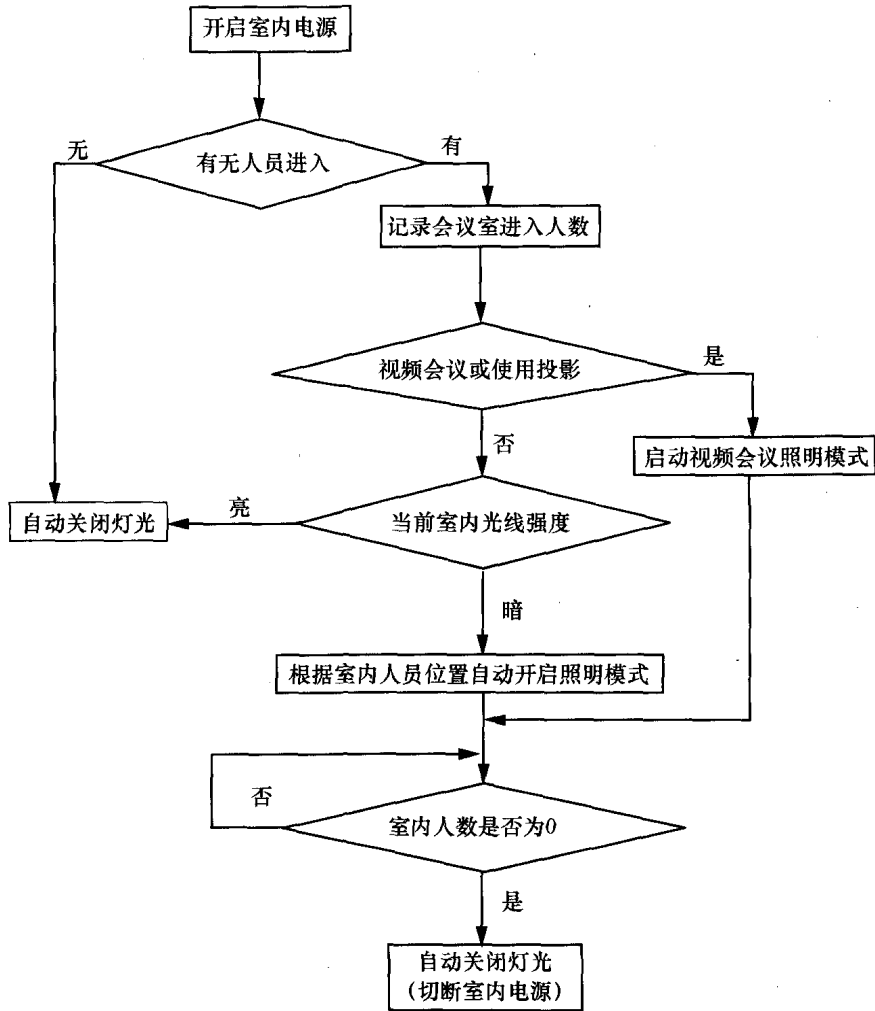 开启室内电源
无
有无人员进入
有
记录会议室进入人数
视频会议或使用投影
是
否
启动视频会议照明模式
自动关闭灯光
亮
当前室内光线强度
暗
根据室内人员位置自动开启照明模式
否
室内人数是否为0
是
自动关闭灯光
(切断室内电源)